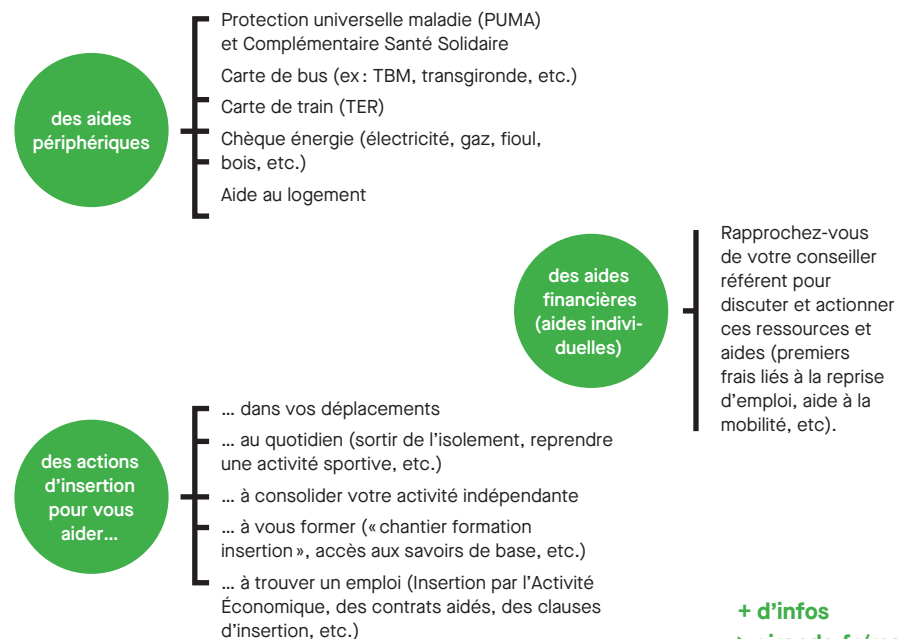 des aides
périphériques
Protection universelle maladie (PUMA)
et Complémentaire Santé Solidaire
Carte de bus (ex : TBM, transgironde, etc.)
Carte de train (TER)
Chèque énergie (électricité, gaz, fioul,
bois, etc.)
Aide au logement
des aides
financières
(aides indivi-
duelles)
Rapprochez-vous
de votre conseiller
référent pour
discuter et actionner
ces ressources et
aides (premiers
frais liés à la reprise
d’emploi, aide à la
mobilité, etc).
des actions
d’insertion
pour vous
aider...
... dans vos déplacements
... au quotidien (sortir de l’isolement, reprendre
une activité sportive, etc.)
... à consolider votre activité indépendante
... à vous former (« chantier formation
insertion », accès aux savoirs de base, etc.)
... à trouver un emploi (Insertion par l’Activité
Économique, des contrats aidés, des clauses
d’insertion, etc.)
+ d’infos